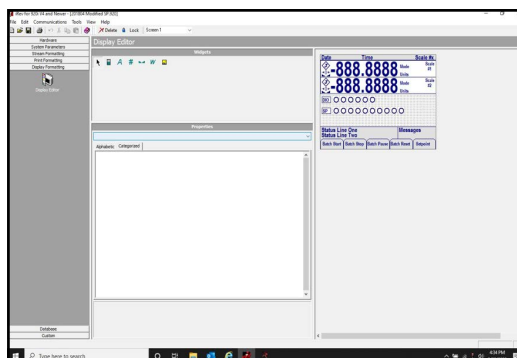 iRev for 920i V4 and Newer - [201004 Modified SP.920]
File Edit Communications Tools View Help
Delete Lock Screen 1
Hardware
System Parameters
Stream Formatting
Print Formatting
Display Formatting
Display Editor
Database
Custom
Display Editor
Widgets
A # W
Properties
Alphabetic Categorized
Date Time Scale #x
-888.8888 Mode Units Scale #1
-888.8888 Mode Units Scale #2
DIO
SP
Status Line One Messages
Status Line Two
Batch Start Batch Stop Batch Pause Batch Reset Setpoint
Type here to search
4:34 PM